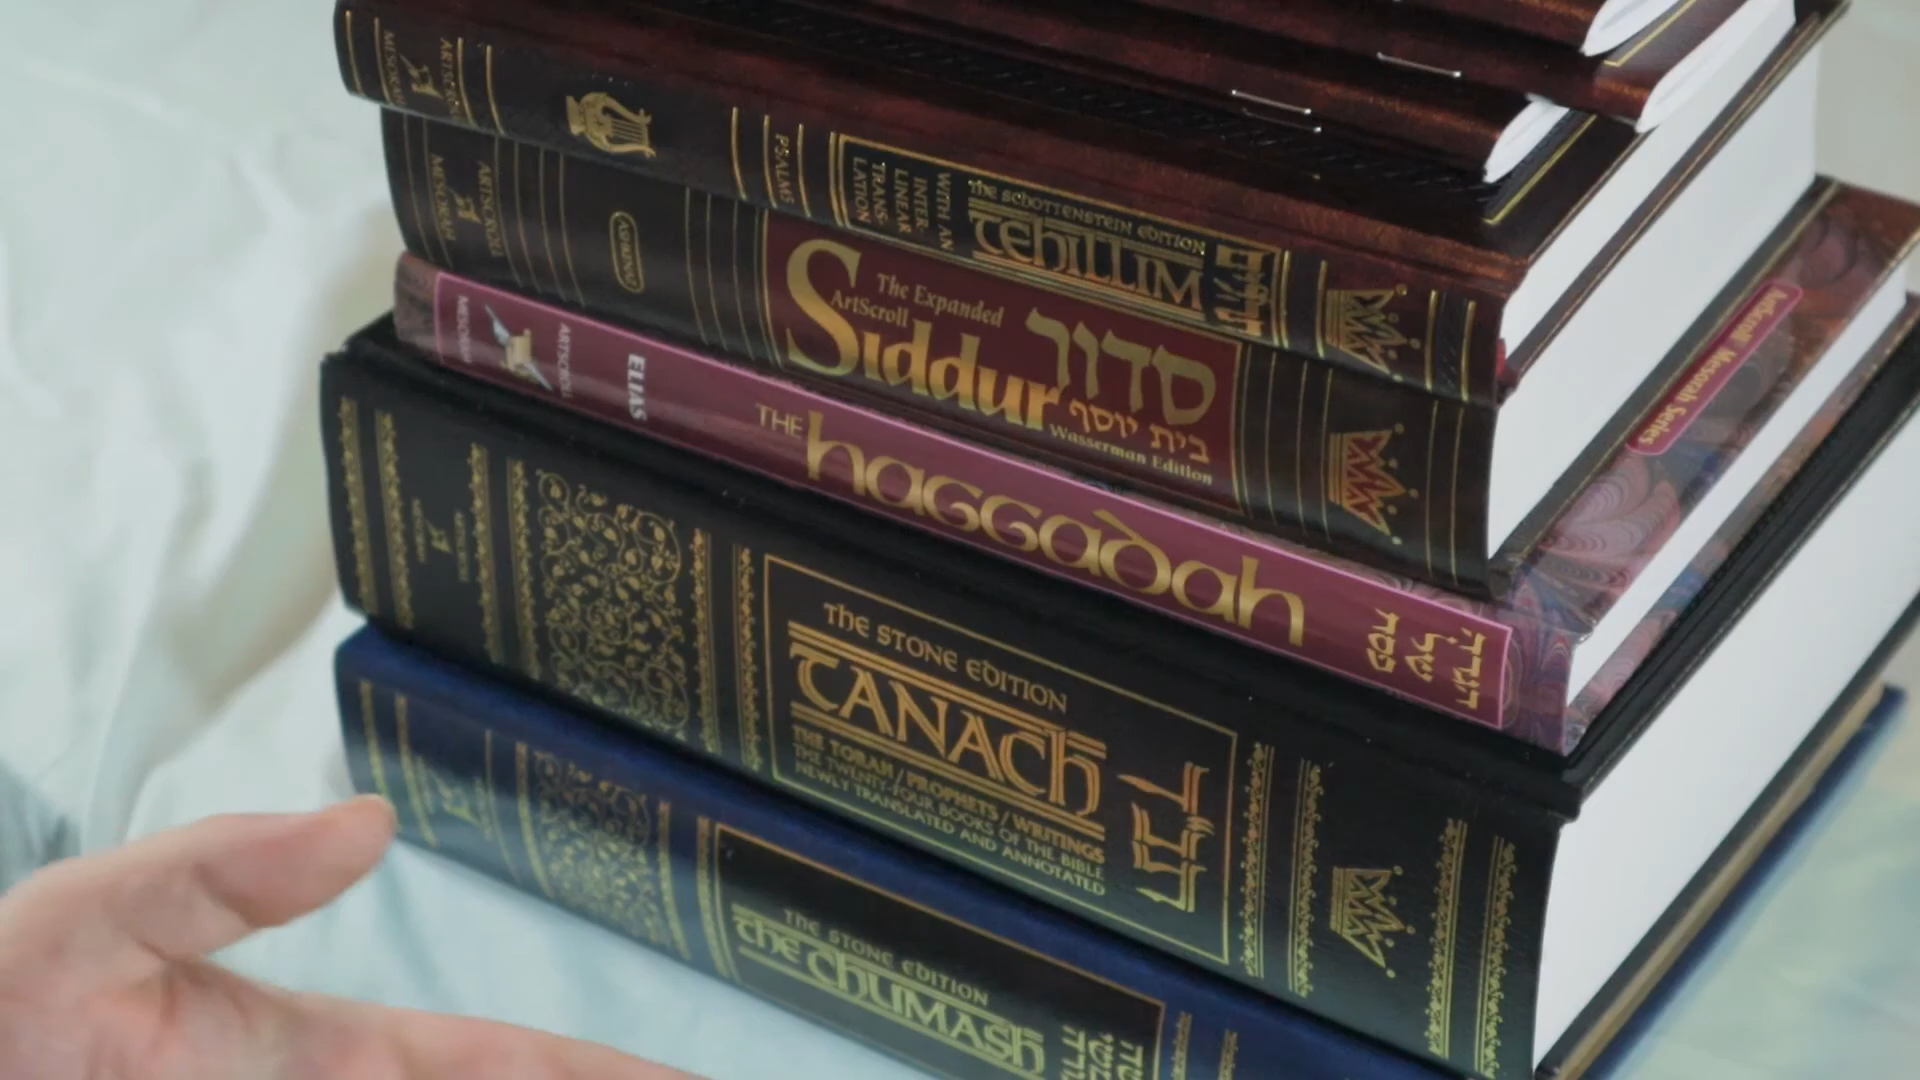 ARTSCROLL
MESORAH
PSALMS
WITH AN
INTER-
LINEAR
TRANS-
LATION
THE SCHOTTENSTEIN EDITION
TEHILLIM
תהלים
ARTSCROLL
MESORAH
ASHKENAZ
The Expanded
ArtScroll
Siddur
סדור
בית יוסף
Wasserman Edition
MESORAH
ARTSCROLL
ELIAS
THE haggadah
הגדה
של
פסח
ArtScroll Mesorah Series
THE STONE EDITION
TANACH
THE TORAH / PROPHETS / WRITINGS
THE TWENTY-FOUR BOOKS OF THE BIBLE
NEWLY TRANSLATED AND ANNOTATED
תנ״ך
THE STONE EDITION
the CHUMASH